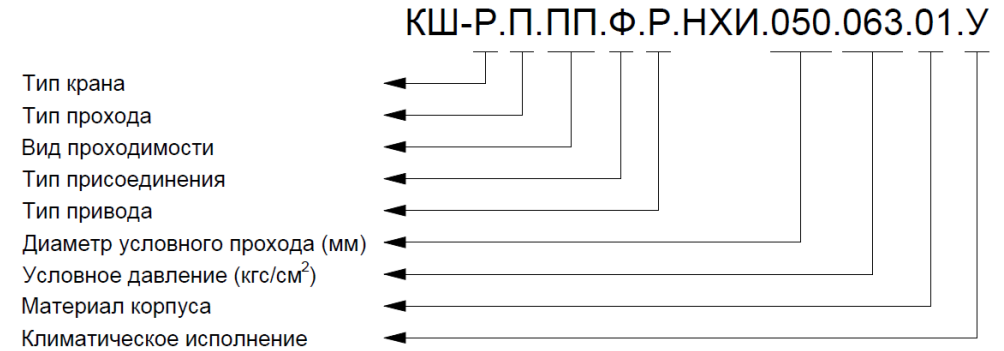 КШ-Р.П.ПП.Ф.Р.НХИ.050.063.01.У
Тип крана
Тип прохода
Вид проходимости
Тип присоединения
Тип привода
Диаметр условного прохода (мм)
Условное давление (кгс/см²)
Материал корпуса
Климатическое исполнение